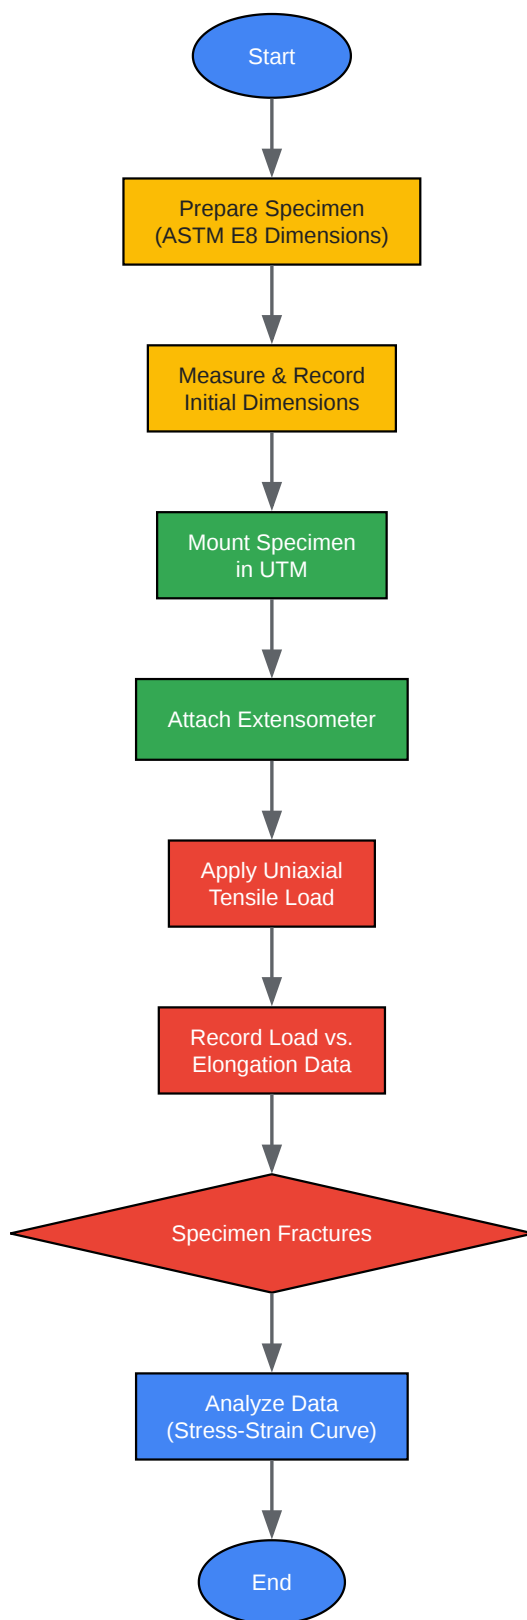 Start
Prepare Specimen
(ASTM E8 Dimensions)
Measure & Record
Initial Dimensions
Mount Specimen
in UTM
Attach Extensometer
Apply Uniaxial
Tensile Load
Record Load vs.
Elongation Data
Specimen Fractures
Analyze Data
(Stress-Strain Curve)
End